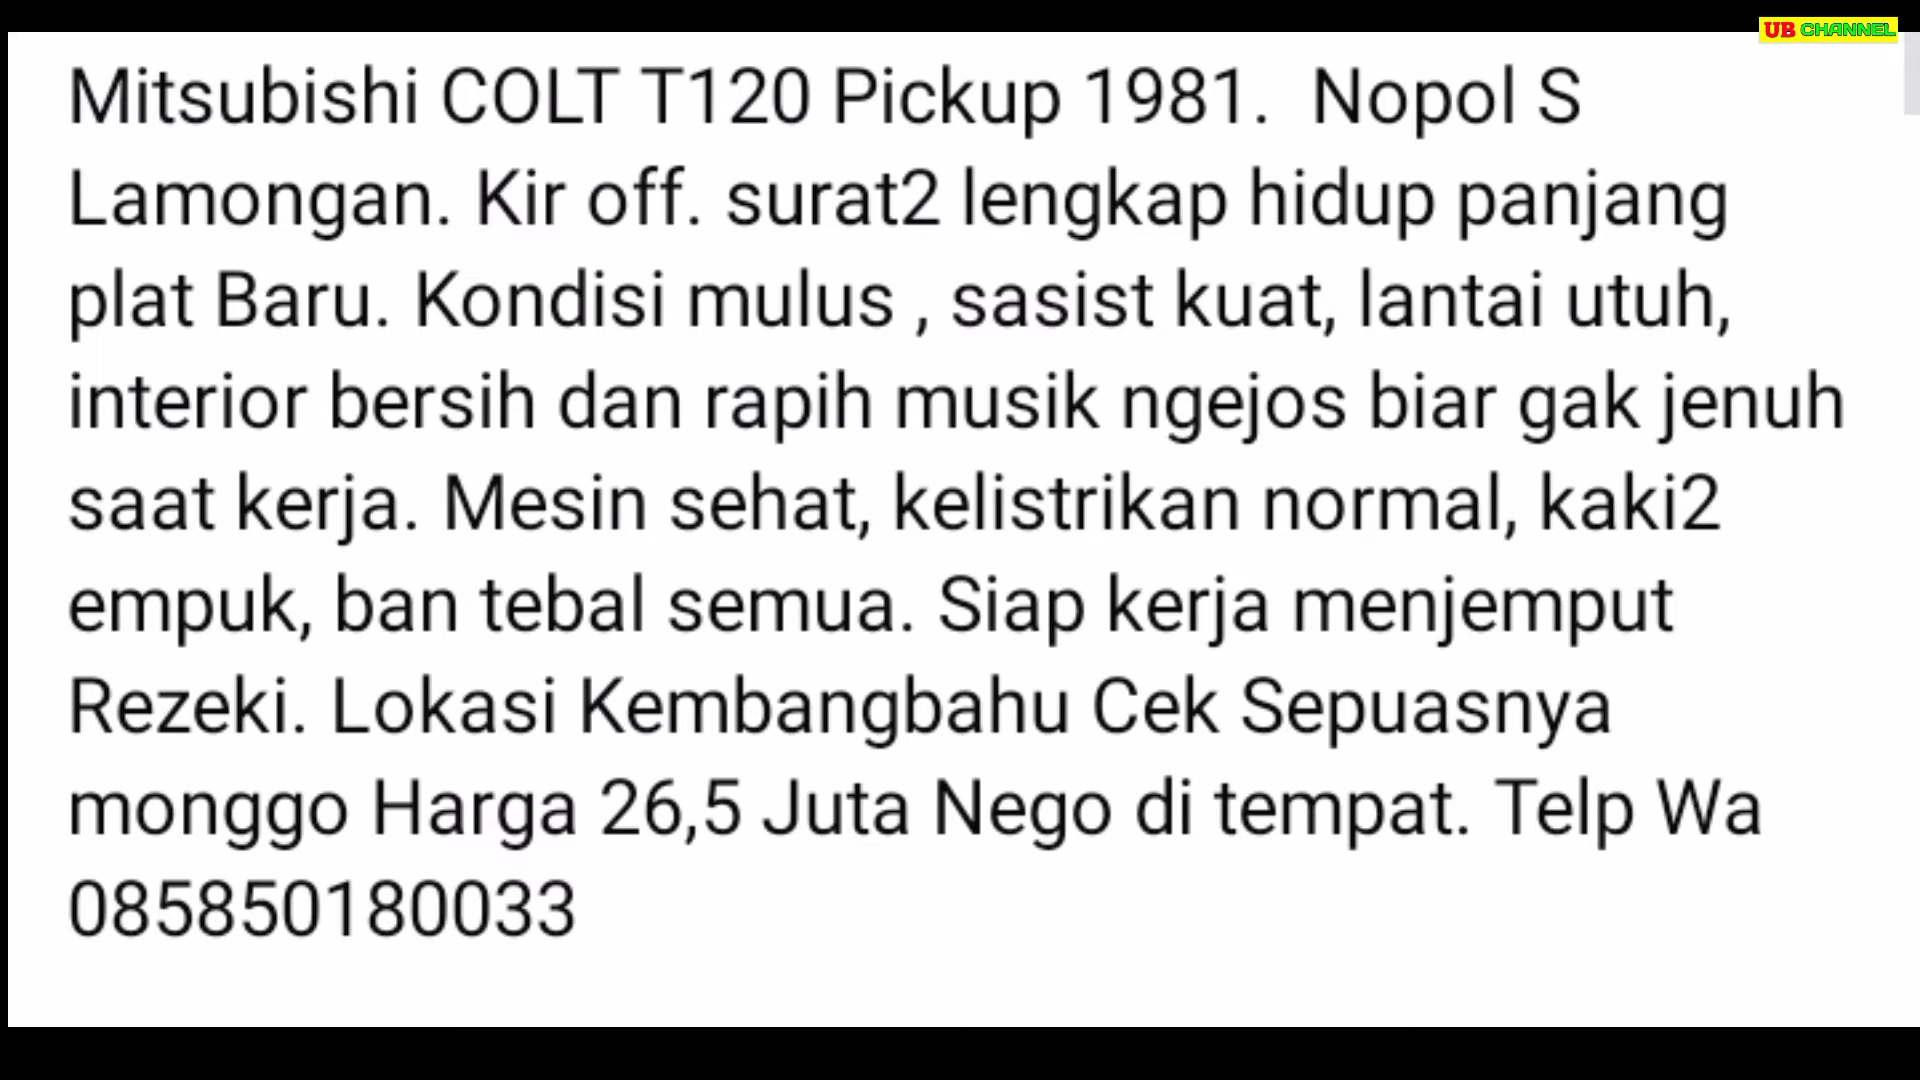 UB CHANNEL
Mitsubishi COLT T120 Pickup 1981.  Nopol S
Lamongan. Kir off. surat2 lengkap hidup panjang
plat Baru. Kondisi mulus , sasist kuat, lantai utuh,
interior bersih dan rapih musik ngejos biar gak jenuh
saat kerja. Mesin sehat, kelistrikan normal, kaki2
empuk, ban tebal semua. Siap kerja menjemput
Rezeki. Lokasi Kembangbahu Cek Sepuasnya
monggo Harga 26,5 Juta Nego di tempat. Telp Wa
085850180033